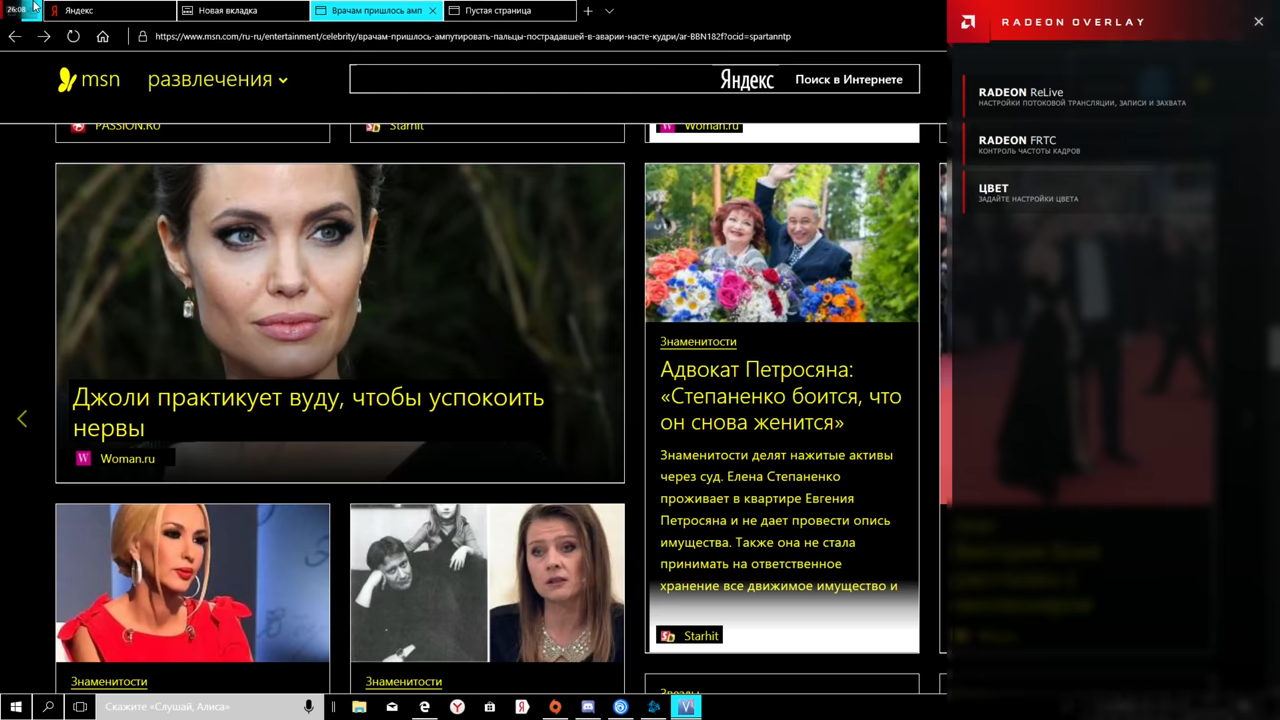 26:08
Яндекс
Новая вкладка
Врачам пришлось амп
Пустая страница
https://www.msn.com/ru-ru/entertainment/celebrity/врачам-пришлось-ампутировать-пальцы-пострадавшей-в-аварии-насте-кудри/ar-BBN182f?ocid=spartanntp
msn
развлечения
Яндекс
Поиск в Интернете
PASSION.RU
Starhit
Woman.ru
Джоли практикует вуду, чтобы успокоить
нервы
Woman.ru
Знаменитости
Адвокат Петросяна:
«Степаненко боится, что
он снова женится»
Знаменитости делят нажитые активы
через суд. Елена Степаненко
проживает в квартире Евгения
Петросяна и не дает провести опись
имущества. Также она не стала
принимать на ответственное
хранение все движимое имущество и
Starhit
Знаменитости
Знаменитости
Звезды
RADEON OVERLAY
RADEON ReLive
НАСТРОЙКИ ПОТОКОВОЙ ТРАНСЛЯЦИИ, ЗАПИСИ И ЗАХВАТА
RADEON FRTC
КОНТРОЛЬ ЧАСТОТЫ КАДРОВ
ЦВЕТ
ЗАДАЙТЕ НАСТРОЙКИ ЦВЕТА
Скажите «Слушай, Алиса»